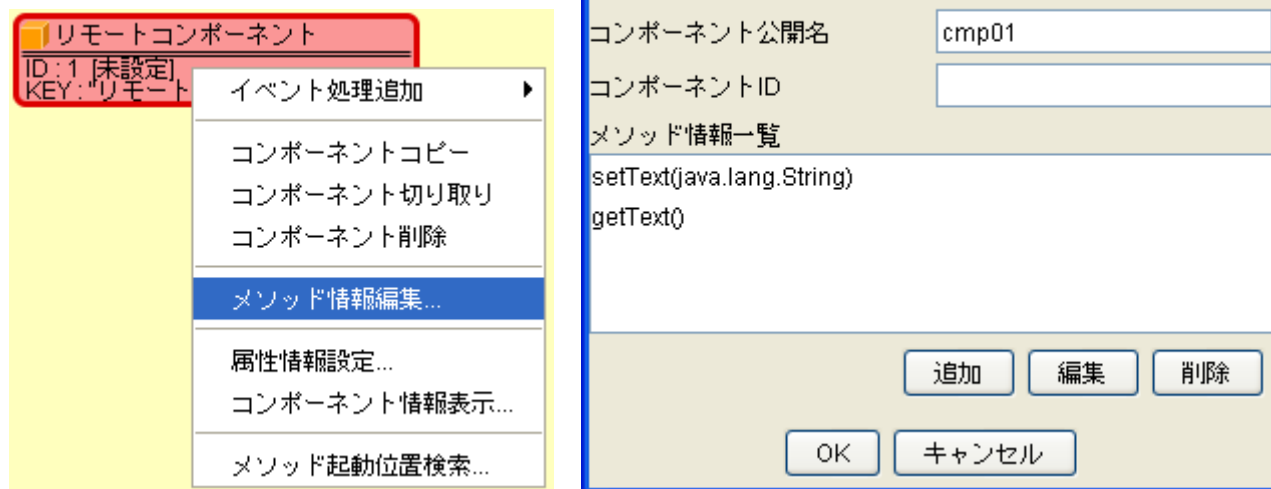 リモートコンポーネント
ID : 1 [未設定]
KEY : "リモート
イベント処理追加
コンポーネントコピー
コンポーネント切り取り
コンポーネント削除
メソッド情報編集...
属性情報設定...
コンポーネント情報表示...
メソッド起動位置検索...
コンポーネント公開名 cmp01
コンポーネントID
メソッド情報一覧
setText(java.lang.String)
getText()
追加 編集 削除
OK キャンセル